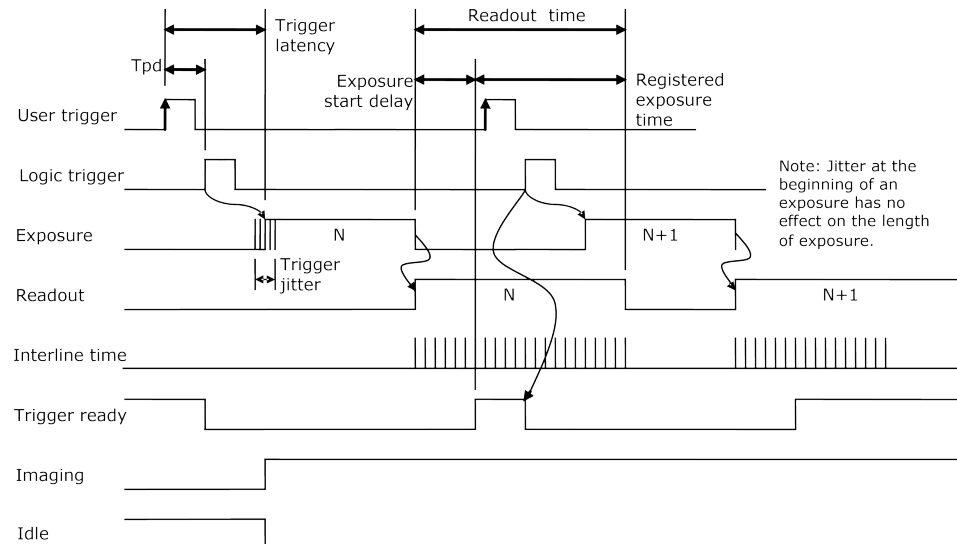 Trigger
latency
Readout time
Tpd
Exposure
start delay
Registered
exposure
time
User trigger
Logic trigger
Note: Jitter at the
beginning of an
exposure has no
effect on the length
of exposure.
Exposure
N
N+1
Trigger
jitter
Readout
N
N+1
Interline time
Trigger ready
Imaging
Idle